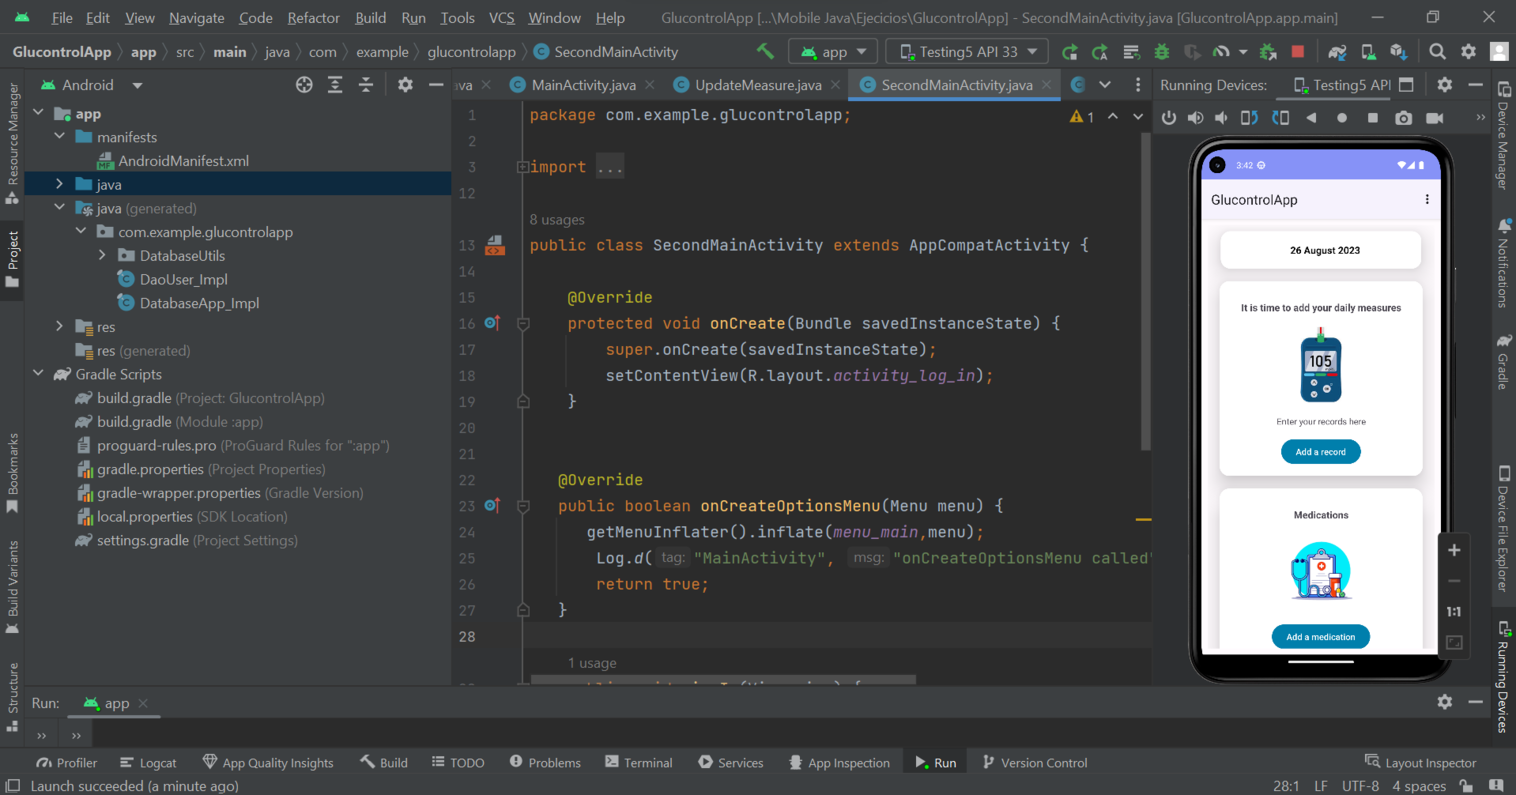 File Edit View Navigate Code Refactor Build Run Tools VCS Window Help GlucontrolApp [...\Mobile Java\Ejecicios\GlucontrolApp] - SecondMainActivity.java [GlucontrolApp.app.main]
GlucontrolApp app src main java com example glucontrolapp SecondMainActivity app Testing5 API 33
Android
ava MainActivity.java UpdateMeasure.java SecondMainActivity.java
Running Devices: Testing5 API
Resource Manager
Project
Bookmarks
Build Variants
Structure
app
manifests
AndroidManifest.xml
java
java (generated)
com.example.glucontrolapp
DatabaseUtils
DaoUser_Impl
DatabaseApp_Impl
res
res (generated)
Gradle Scripts
build.gradle (Project: GlucontrolApp)
build.gradle (Module :app)
proguard-rules.pro (ProGuard Rules for ":app")
gradle.properties (Project Properties)
gradle-wrapper.properties (Gradle Version)
local.properties (SDK Location)
settings.gradle (Project Settings)
1 package com.example.glucontrolapp; 1
2
3 import ...
12
8 usages
13 public class SecondMainActivity extends AppCompatActivity {
14
15 @Override
16 protected void onCreate(Bundle savedInstanceState) {
17 super.onCreate(savedInstanceState);
18 setContentView(R.layout.activity_log_in);
19 }
20
21
22 @Override
23 public boolean onCreateOptionsMenu(Menu menu) {
24 getMenuInflater().inflate(menu_main,menu);
25 Log.d( tag: "MainActivity", msg: "onCreateOptionsMenu called"
26 return true;
27 }
28
1 usage
3:42
GlucontrolApp
26 August 2023
It is time to add your daily measures
105
Enter your records here
Add a record
Medications
Add a medication
1:1
Device Manager
Notifications
Gradle
Device File Explorer
Running Devices
Run: app
Profiler Logcat App Quality Insights Build TODO Problems Terminal Services App Inspection Run Version Control Layout Inspector
Launch succeeded (a minute ago) 28:1 LF UTF-8 4 spaces